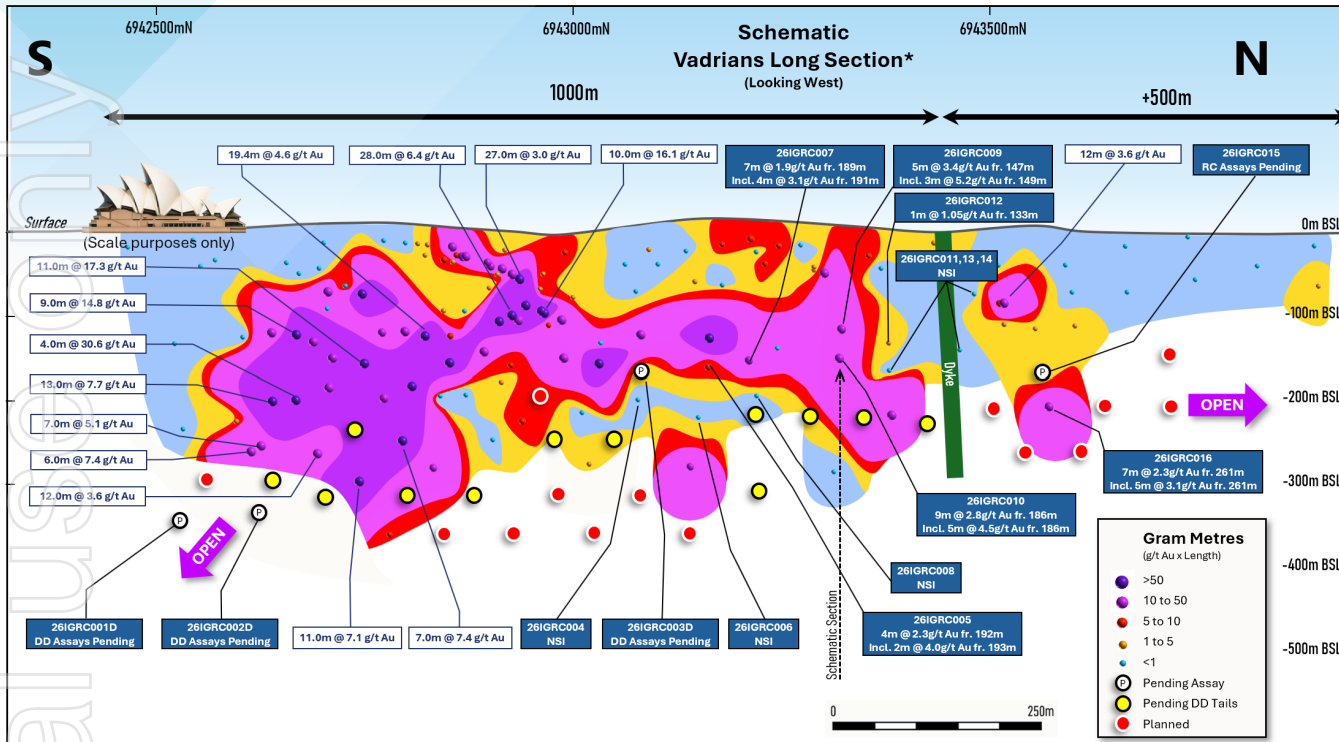 6942500mN
6943000mN
6943500mN
S
Schematic
Vadrians Long Section*
(Looking West)
N
1000m
+500m
19.4m @ 4.6 g/t Au
28.0m @ 6.4 g/t Au
27.0m @ 3.0 g/t Au
10.0m @ 16.1 g/t Au
26IGRC007
7m @ 1.9g/t Au fr. 189m
Incl. 4m @ 3.1g/t Au fr. 191m
26IGRC009
5m @ 3.4g/t Au fr. 147m
Incl. 3m @ 5.2g/t Au fr. 149m
12m @ 3.6 g/t Au
26IGRC015
RC Assays Pending
26IGRC012
1m @ 1.05g/t Au fr. 133m
Surface
(Scale purposes only)
0m BSL
26IGRC011,13 ,14
NSI
11.0m @ 17.3 g/t Au
9.0m @ 14.8 g/t Au
-100m BSL
4.0m @ 30.6 g/t Au
P
P
Dyke
13.0m @ 7.7 g/t Au
-200m BSL
OPEN
7.0m @ 5.1 g/t Au
6.0m @ 7.4 g/t Au
26IGRC016
7m @ 2.3g/t Au fr. 261m
Incl. 5m @ 3.1g/t Au fr. 261m
12.0m @ 3.6 g/t Au
-300m BSL
26IGRC010
9m @ 2.8g/t Au fr. 186m
Incl. 5m @ 4.5g/t Au fr. 186m
P
P
OPEN
-400m BSL
26IGRC008
NSI
26IGRC001D
DD Assays Pending
26IGRC002D
DD Assays Pending
11.0m @ 7.1 g/t Au
7.0m @ 7.4 g/t Au
26IGRC004
NSI
26IGRC003D
DD Assays Pending
26IGRC006
NSI
26IGRC005
4m @ 2.3g/t Au fr. 192m
Incl. 2m @ 4.0g/t Au fr. 193m
Schematic Section
-500m BSL
Gram Metres
(g/t Au x Length)
>50
10 to 50
5 to 10
1 to 5
<1
P Pending Assay
Pending DD Tails
Planned
0
250m
al use only